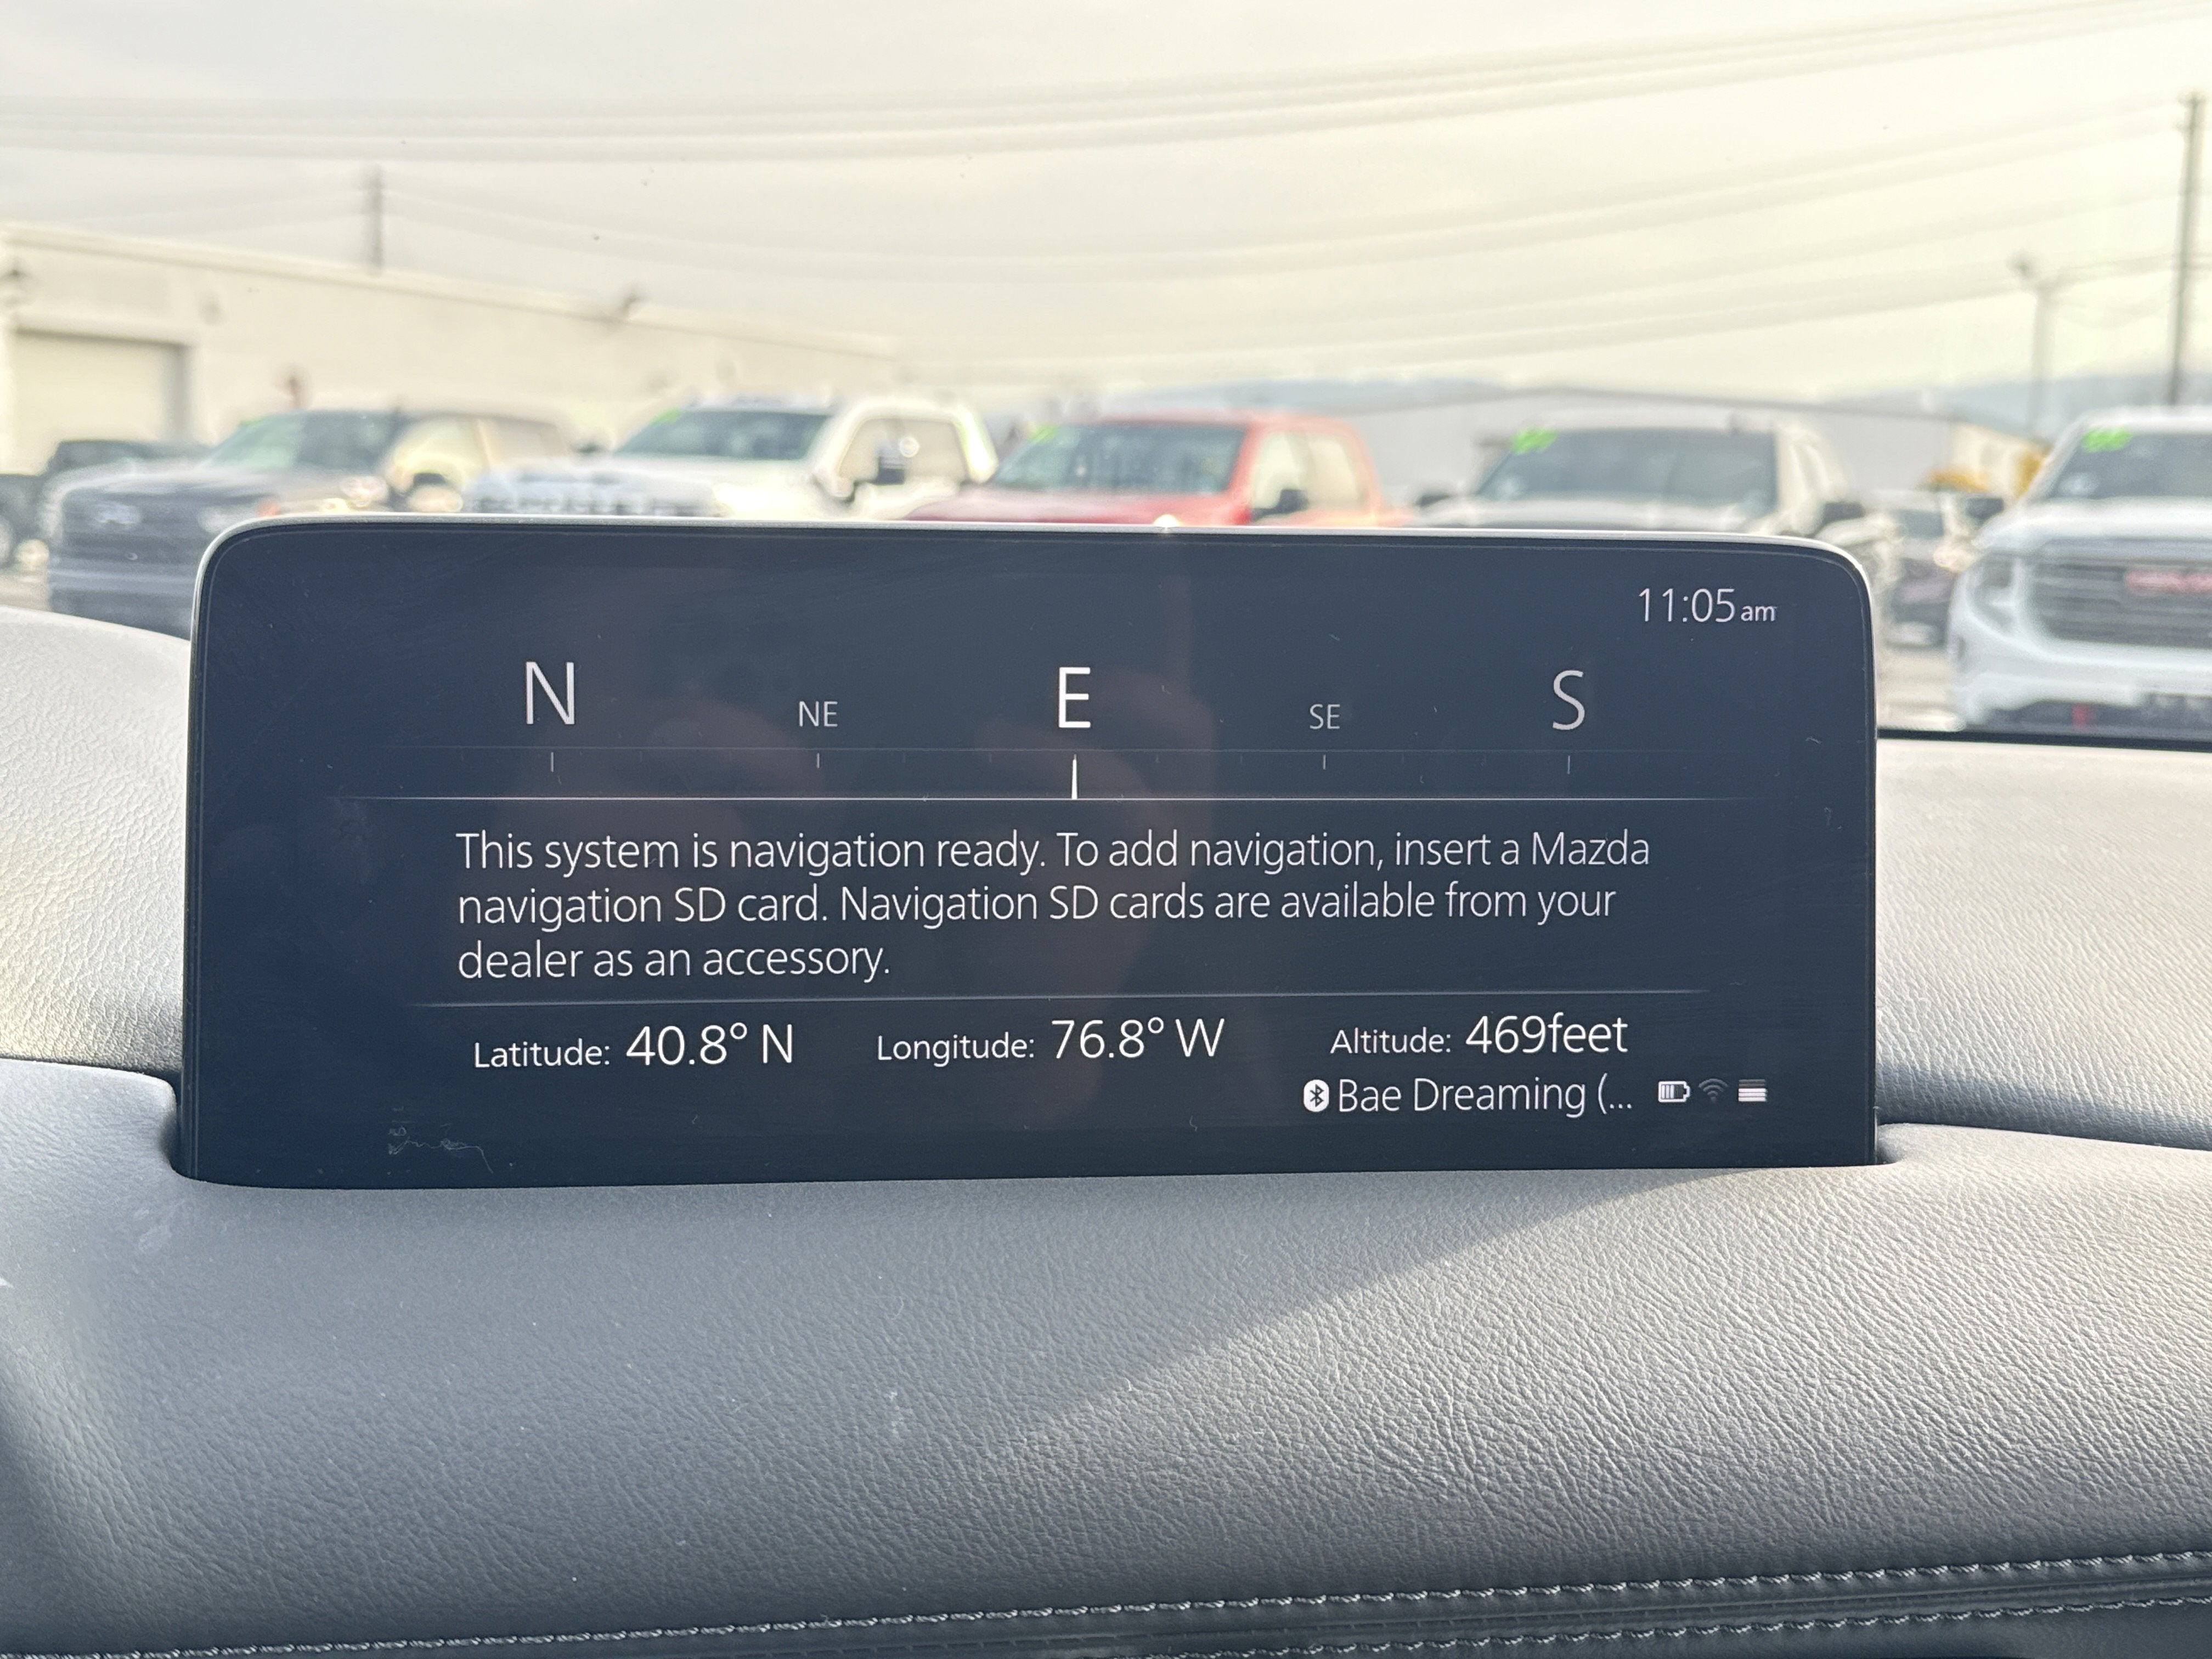 11:05am
N NE E SE S
This system is navigation ready. To add navigation, insert a Mazda
navigation SD card. Navigation SD cards are available from your
dealer as an accessory.
Latitude: 40.8° N Longitude: 76.8° W Altitude: 469feet
Bae Dreaming (...